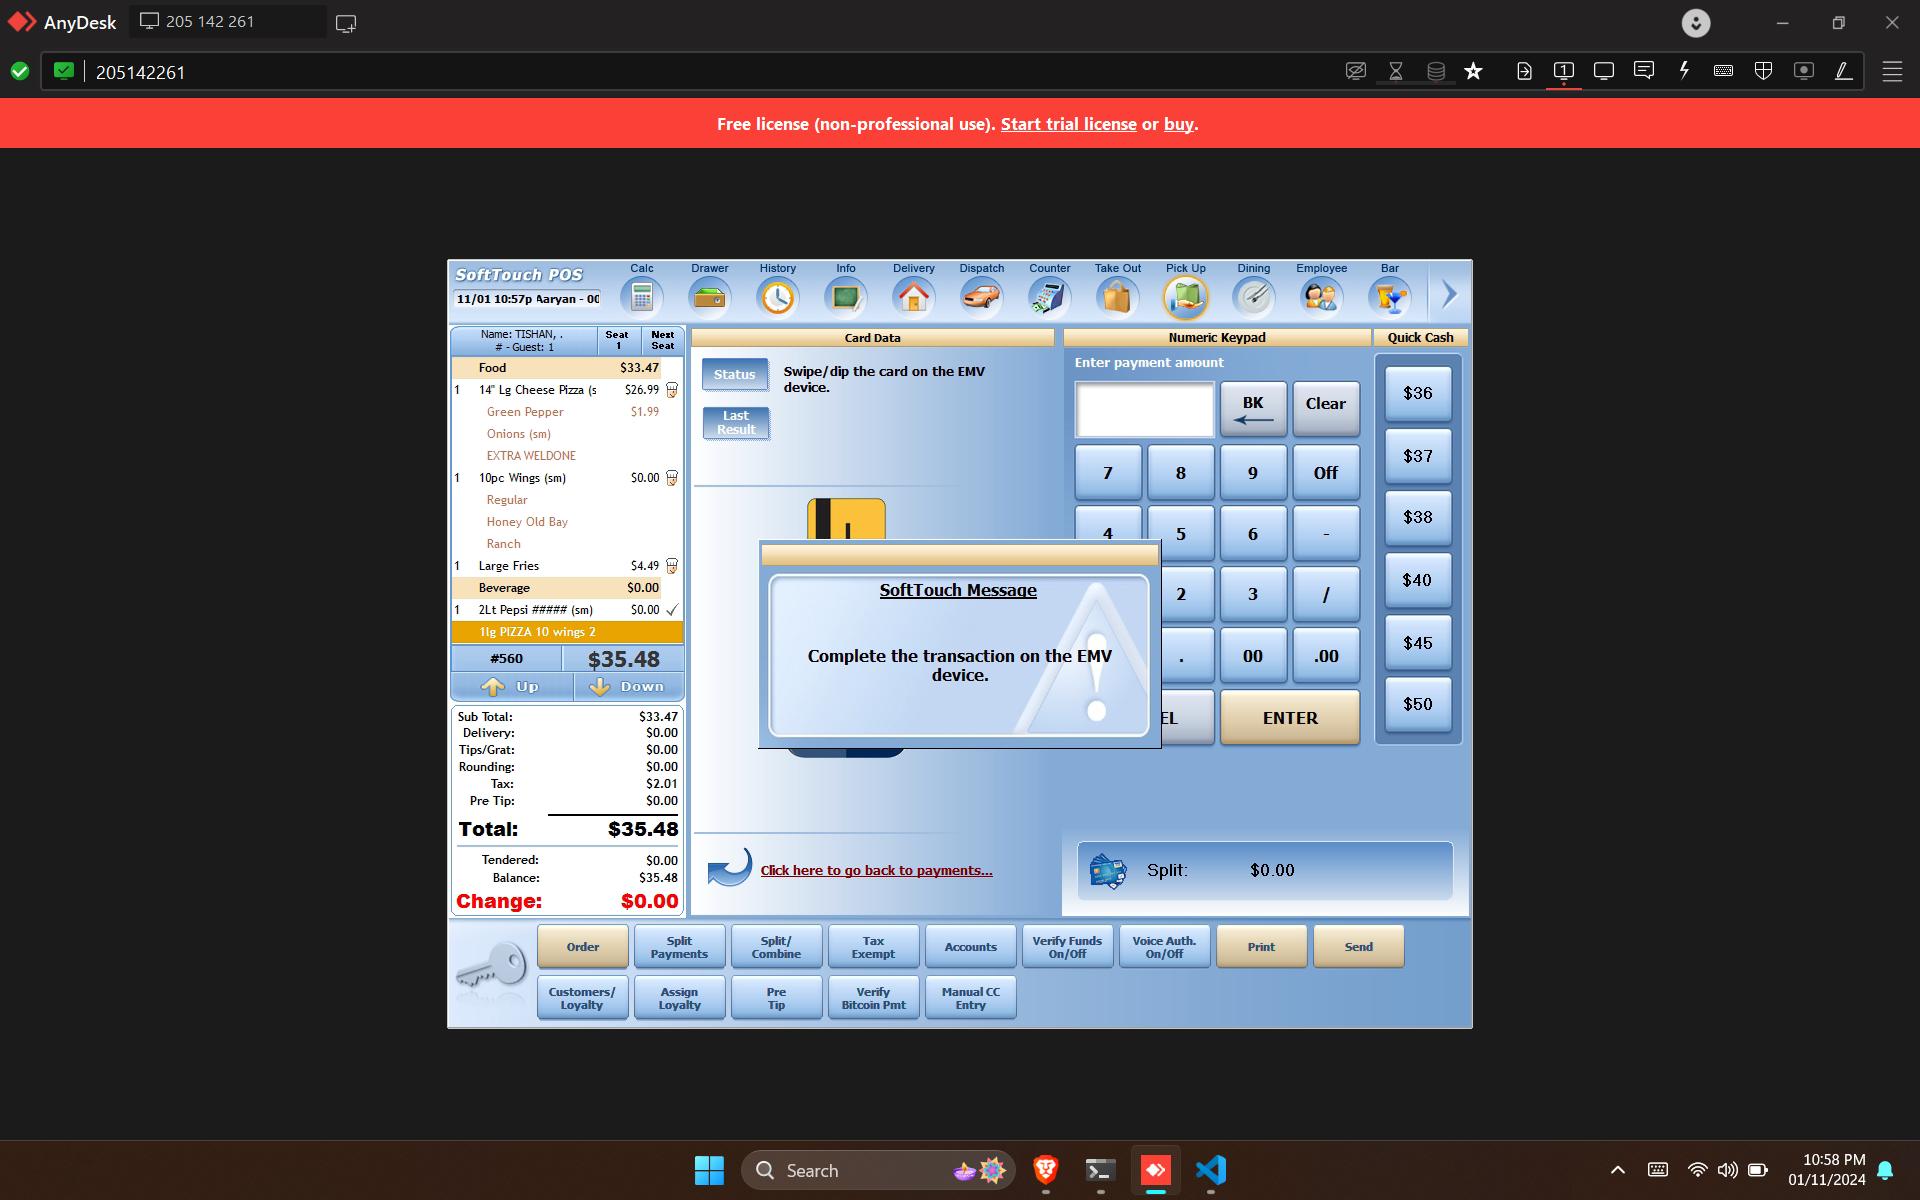 AnyDesk
205 142 261
205142261
Free license (non-professional use). Start trial license or buy.
SoftTouch POS
11/01 10:57p Aaryan - 00
Calc
Drawer
History
Info
Delivery
Dispatch
Counter
Take Out
Pick Up
Dining
Employee
Bar
Name: TISHAN, .
# - Guest: 1
Seat
1
Next
Seat
Food $33.47
1 14" Lg Cheese Pizza (s $26.99
Green Pepper $1.99
Onions (sm)
EXTRA WELDONE
1 10pc Wings (sm) $0.00
Regular
Honey Old Bay
Ranch
1 Large Fries $4.49
Beverage $0.00
1 2Lt Pepsi ##### (sm) $0.00
1lg PIZZA 10 wings 2
#560 $35.48
Up Down
Sub Total: $33.47
Delivery: $0.00
Tips/Grat: $0.00
Rounding: $0.00
Tax: $2.01
Pre Tip: $0.00
Total: $35.48
Tendered: $0.00
Balance: $35.48
Change: $0.00
Card Data
Status
Swipe/dip the card on the EMV
device.
Last
Result
SoftTouch Message
Complete the transaction on the EMV
device.
Click here to go back to payments...
Numeric Keypad
Enter payment amount
BK
Clear
7 8 9 Off
4 5 6 -
2 3 /
. 00 .00
EL ENTER
Quick Cash
$36
$37
$38
$40
$45
$50
Split: $0.00
Order
Split
Payments
Split/
Combine
Tax
Exempt
Accounts
Verify Funds
On/Off
Voice Auth.
On/Off
Print
Send
Customers/
Loyalty
Assign
Loyalty
Pre
Tip
Verify
Bitcoin Pmt
Manual CC
Entry
Search
10:58 PM
01/11/2024